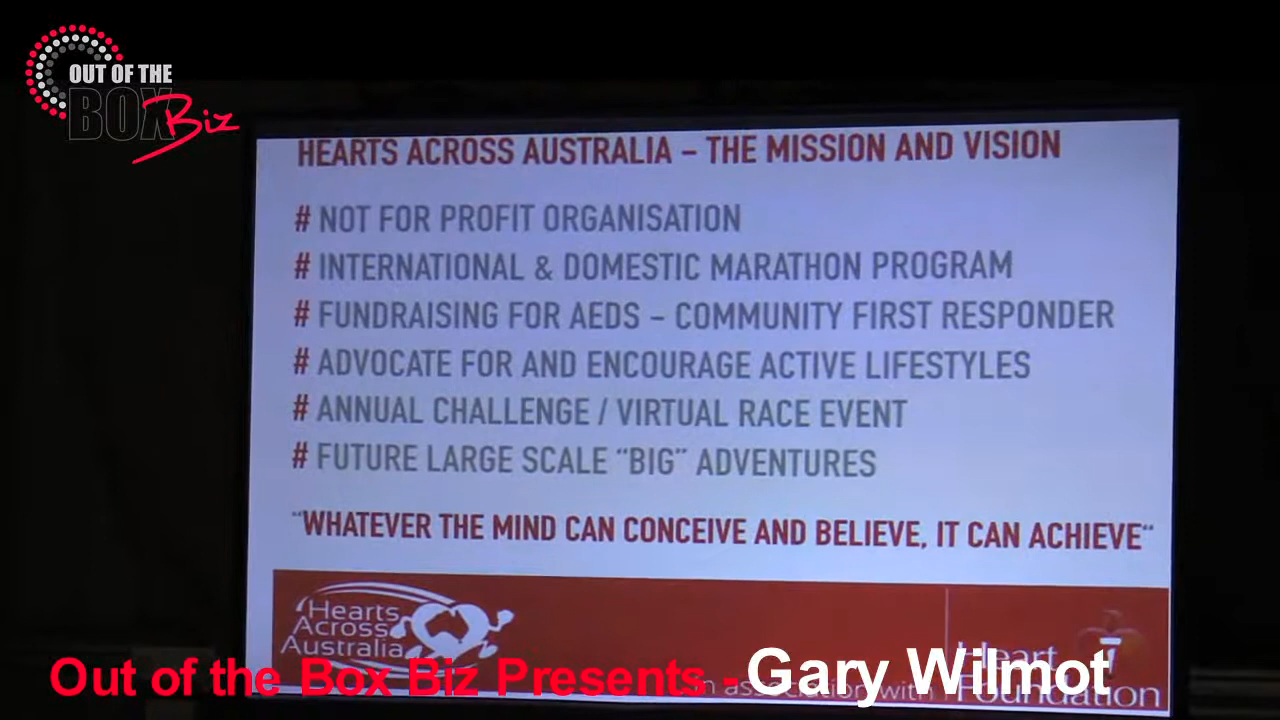 OUT OF THE
BOX Biz
HEARTS ACROSS AUSTRALIA – THE MISSION AND VISION
# NOT FOR PROFIT ORGANISATION
# INTERNATIONAL & DOMESTIC MARATHON PROGRAM
# FUNDRAISING FOR AEDS – COMMUNITY FIRST RESPONDER
# ADVOCATE FOR AND ENCOURAGE ACTIVE LIFESTYLES
# ANNUAL CHALLENGE / VIRTUAL RACE EVENT
# FUTURE LARGE SCALE “BIG” ADVENTURES
“WHATEVER THE MIND CAN CONCEIVE AND BELIEVE, IT CAN ACHIEVE“
Hearts
Across
Australia
in association with
Heart
Foundation
Out of the Box Biz Presents - Gary Wilmot